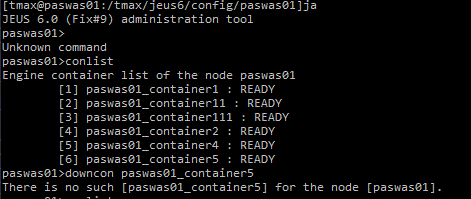 [tmax@paswas01:/tmax/jeus6/config/paswas01]ja
JEUS 6.0 (Fix#9) administration tool
paswas01>
Unknown command
paswas01>conlist
Engine container list of the node paswas01
[1] paswas01_container1 : READY
[2] paswas01_container11 : READY
[3] paswas01_container111 : READY
[4] paswas01_container2 : READY
[5] paswas01_container4 : READY
[6] paswas01_container5 : READY
paswas01>downcon paswas01_container5
There is no such [paswas01_container5] for the node [paswas01].